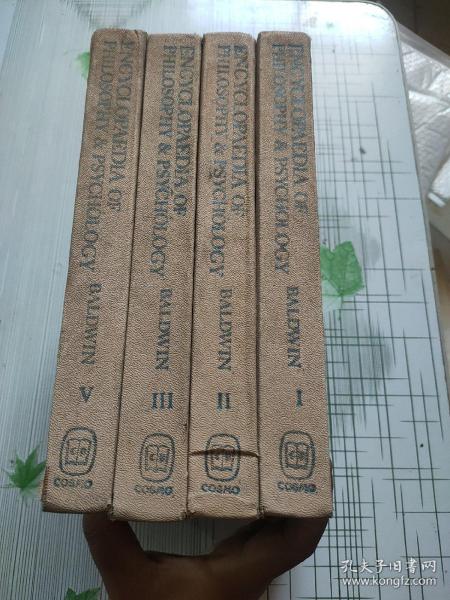 ENCYCLOPAEDIA OF
PHILOSOPHY & PSYCHOLOGY
BALDWIN
V
COSMO
ENCYCLOPAEDIA OF
PHILOSOPHY & PSYCHOLOGY
BALDWIN
III
COSMO
ENCYCLOPAEDIA OF
PHILOSOPHY & PSYCHOLOGY
BALDWIN
II
COSMO
ENCYCLOPAEDIA OF
PHILOSOPHY & PSYCHOLOGY
BALDWIN
I
COSMO
孔夫子旧书网
www.kongfz.com